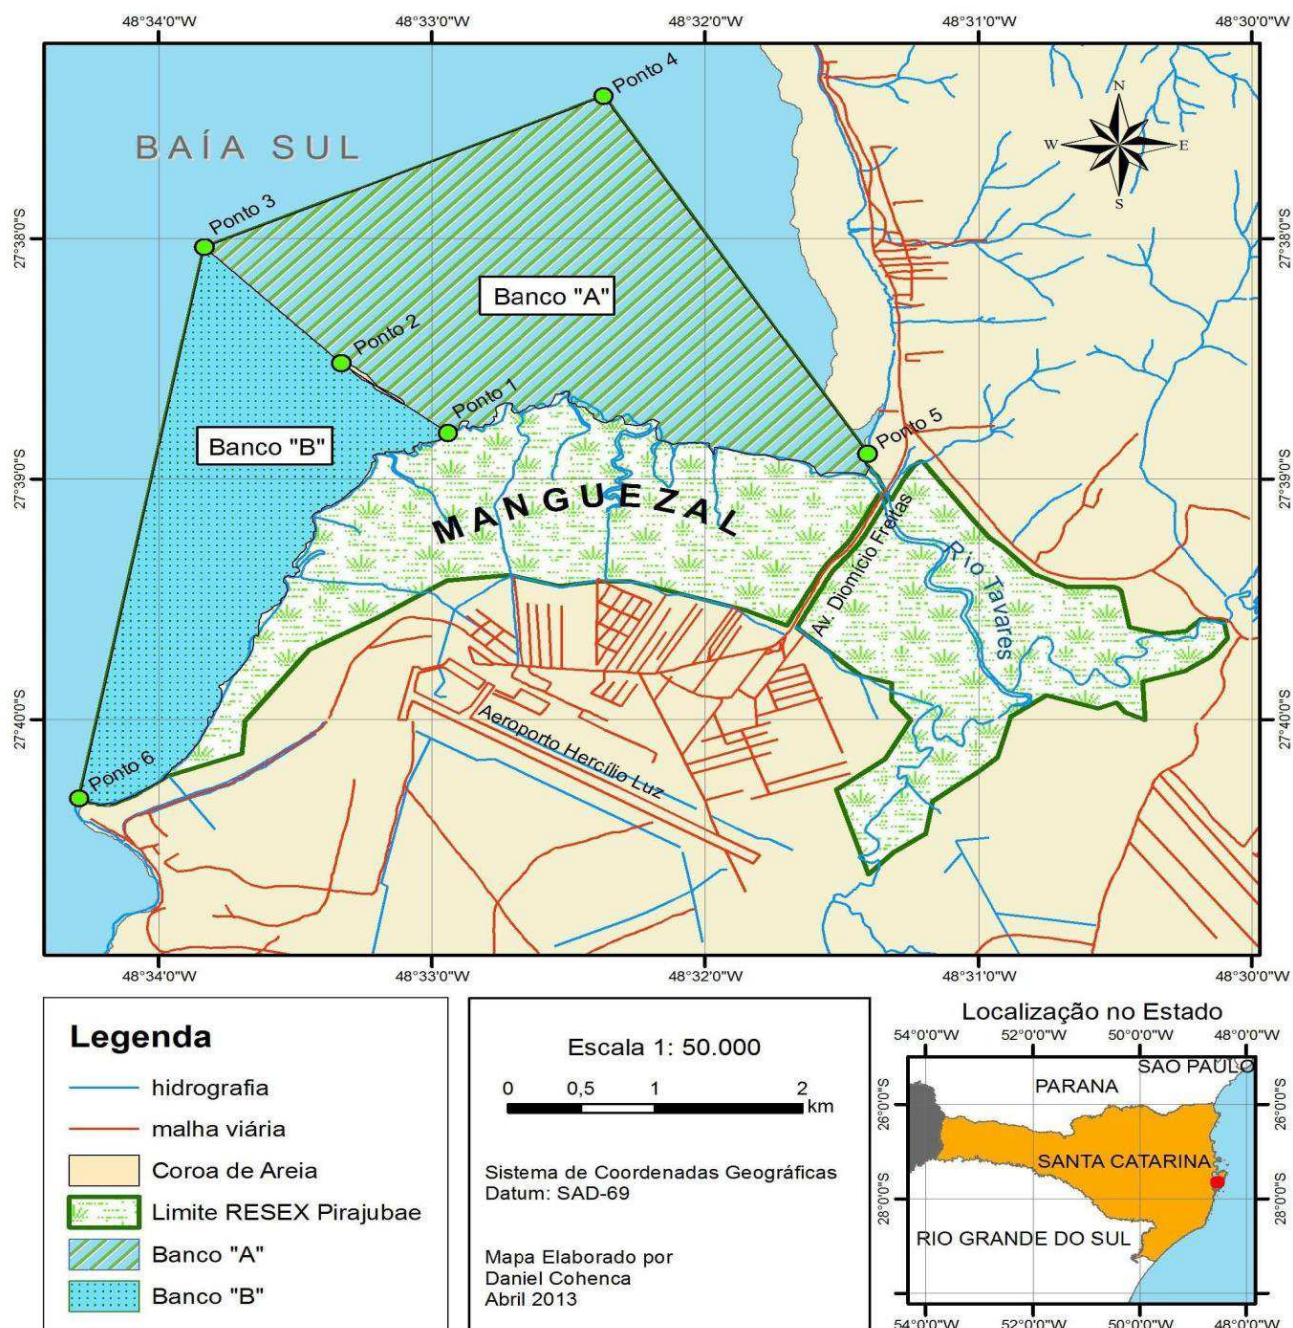 48°34'0"W 48°33'0"W 48°32'0"W 48°31'0"W 48°30'0"W
Ponto 4
N
BAÍA SUL
W E
S
Ponto 3
27°38'0"S 27°38'0"S
Banco "A"
Ponto 2
Ponto 1
Ponto 5
Banco "B"
27°39'0"S 27°39'0"S
MANGUEZAL
Av. Diomício Freitas
Rio Tavares
Aeroporto Hercílio Luz
27°40'0"S 27°40'0"S
Ponto 6
48°34'0"W 48°33'0"W 48°32'0"W 48°31'0"W 48°30'0"W
Legenda
hidrografia
malha viária
Coroa de Areia
Limite RESEX Pirajubae
Banco "A"
Banco "B"
Escala 1: 50.000
0 0,5 1 2
km
Sistema de Coordenadas Geográficas
Datum: SAD-69
Mapa Elaborado por
Daniel Cohenca
Abril 2013
Localização no Estado
54°0'0"W 52°0'0"W 50°0'0"W 48°0'0"W
SAO PAULO
PARANA
26°0'0"S 26°0'0"S
SANTA CATARINA
28°0'0"S 28°0'0"S
RIO GRANDE DO SUL
54°0'0"W 52°0'0"W 50°0'0"W 48°0'0"W